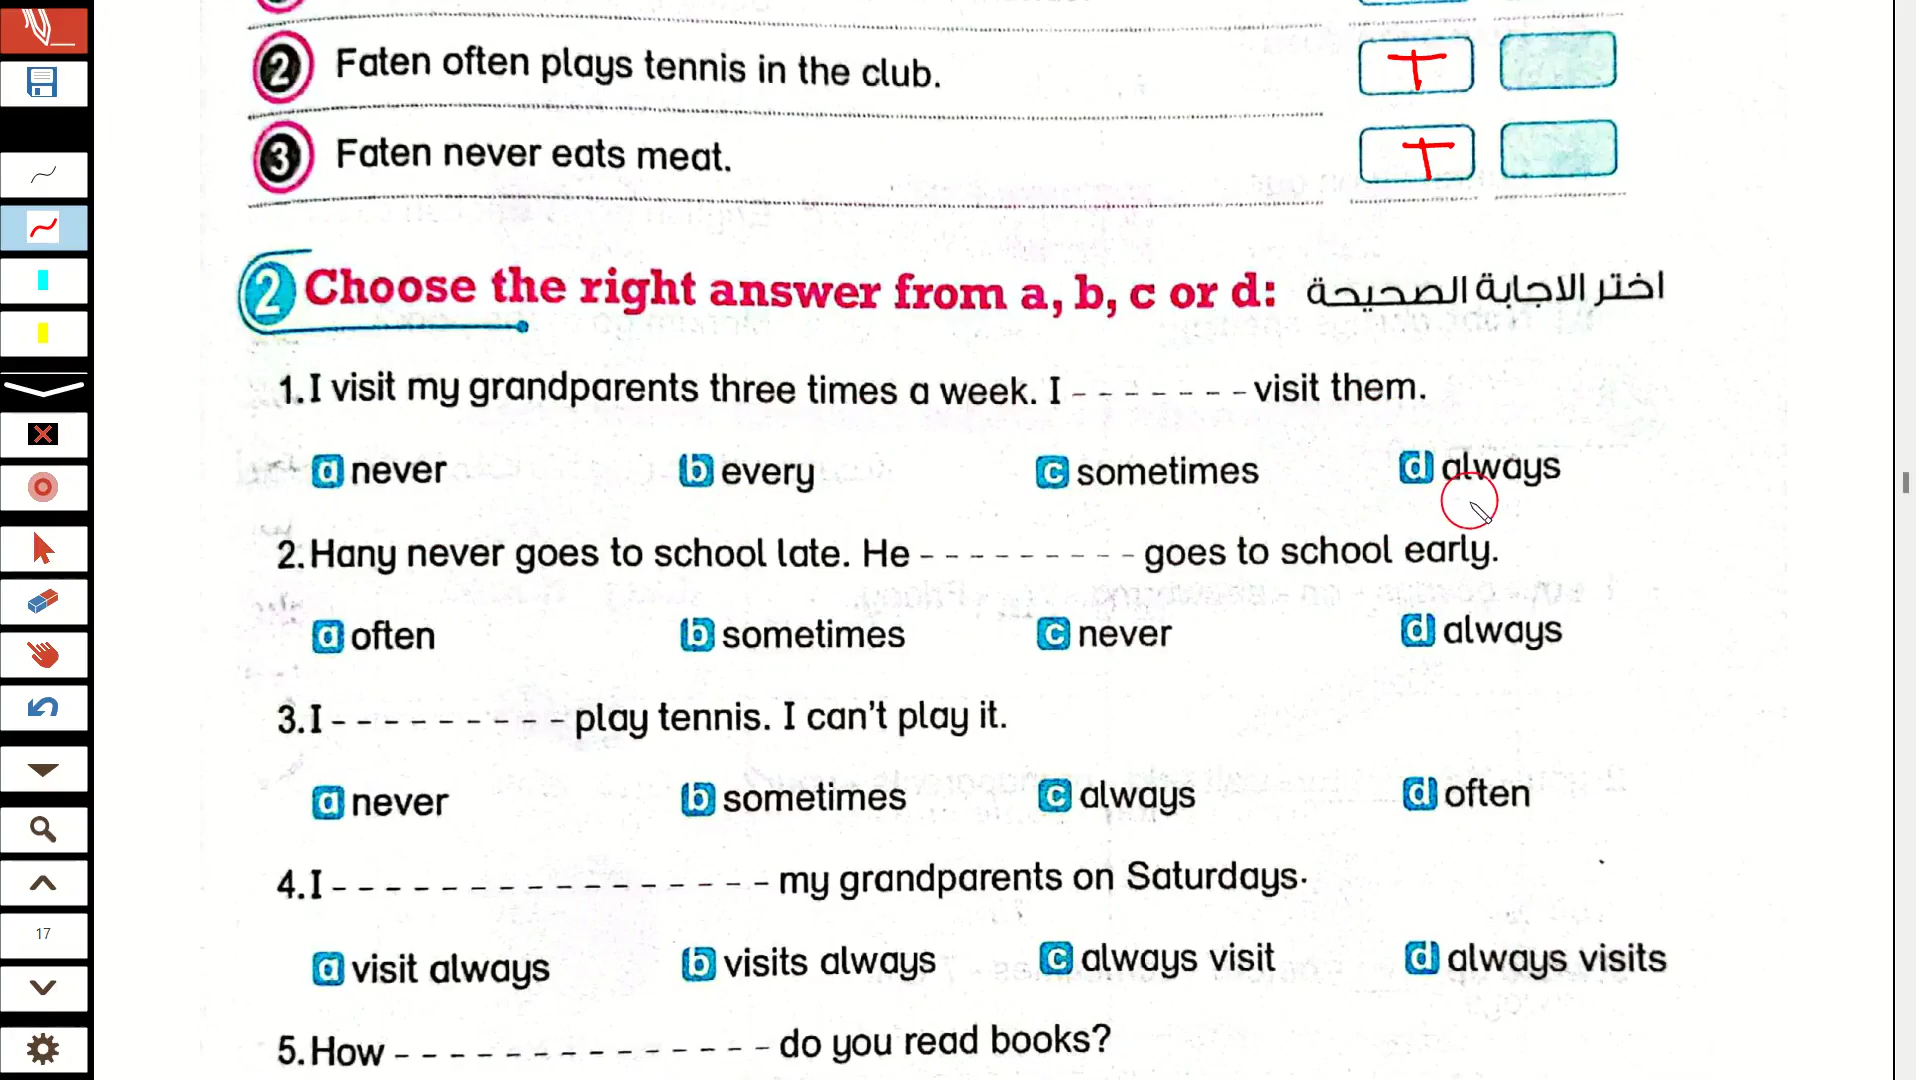 2 Faten often plays tennis in the club. T
3 Faten never eats meat. T
2 Choose the right answer from a, b, c or d: اختر الاجابة الصحيحة
1. I visit my grandparents three times a week. I - - - - - - - visit them.
a never b every c sometimes d always
2. Hany never goes to school late. He - - - - - - - - - goes to school early.
a often b sometimes c never d always
3. I - - - - - - - - - play tennis. I can't play it.
a never b sometimes c always d often
4. I - - - - - - - - - - - - - - - - my grandparents on Saturdays.
a visit always b visits always c always visit d always visits
5. How - - - - - - - - - - - - - - do you read books?
17